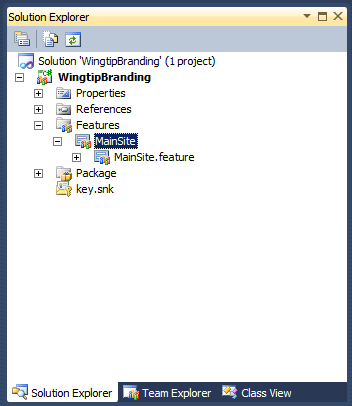 Solution Explorer
Solution 'WingtipBranding' (1 project)
WingtipBranding
Properties
References
Features
MainSite
MainSite.feature
Package
key.snk
Solution Explorer Team Explorer Class View